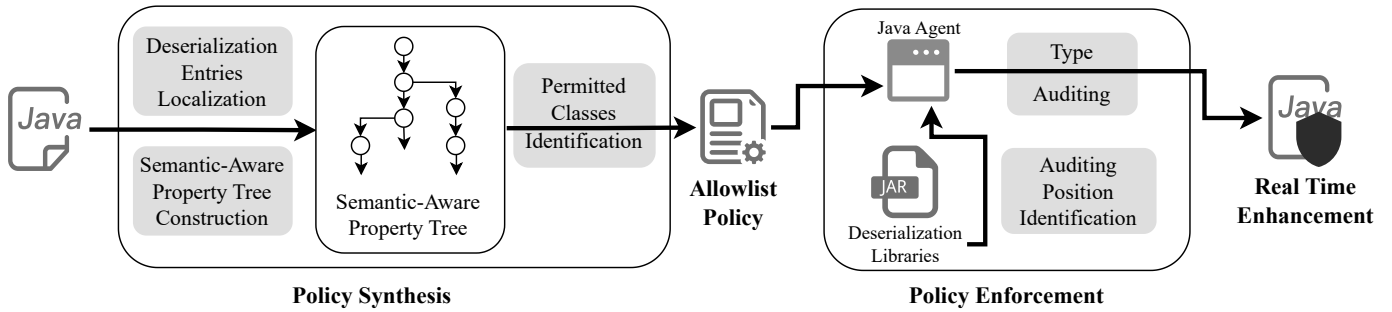 Java
Deserialization
Entries
Localization
Semantic-Aware
Property Tree
Construction
Semantic-Aware
Property Tree
Permitted
Classes
Identification
Policy Synthesis
Allowlist
Policy
Java Agent
JAR
Deserialization
Libraries
Type
Auditing
Auditing
Position
Identification
Policy Enforcement
Java
Real Time
Enhancement